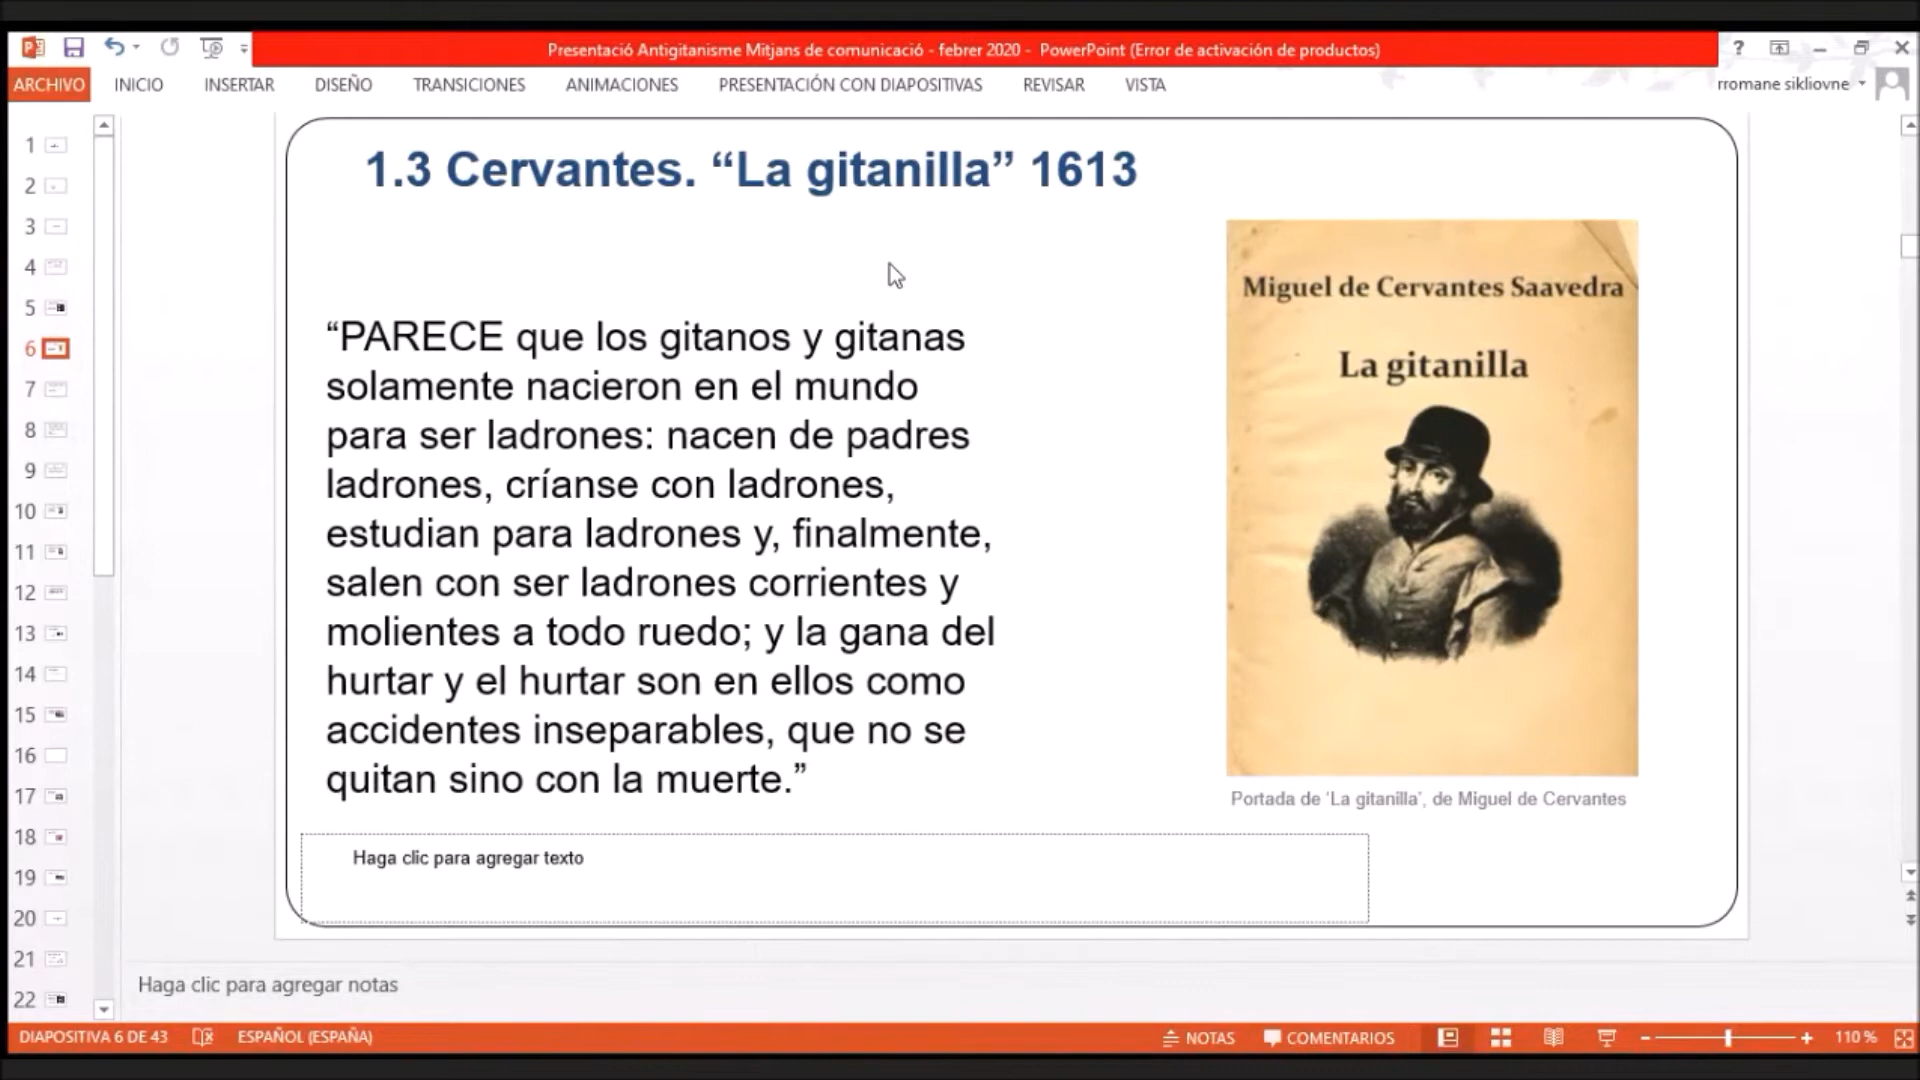 Presentació Antigitanisme Mitjans de comunicació - febrer 2020 - PowerPoint (Error de activación de productos)
?
ARCHIVO INICIO INSERTAR DISEÑO TRANSICIONES ANIMACIONES PRESENTACIÓN CON DIAPOSITIVAS REVISAR VISTA
rromane sikliovne
1
2
3
4
5
6
7
8
9
10
11
12
13
14
15
16
17
18
19
20
21
22
1.3 Cervantes. “La gitanilla” 1613
“PARECE que los gitanos y gitanas
solamente nacieron en el mundo
para ser ladrones: nacen de padres
ladrones, críanse con ladrones,
estudian para ladrones y, finalmente,
salen con ser ladrones corrientes y
molientes a todo ruedo; y la gana del
hurtar y el hurtar son en ellos como
accidentes inseparables, que no se
quitan sino con la muerte.”
Miguel de Cervantes Saavedra
La gitanilla
Portada de ‘La gitanilla’, de Miguel de Cervantes
Haga clic para agregar texto
Haga clic para agregar notas
DIAPOSITIVA 6 DE 43 ESPAÑOL (ESPAÑA) NOTAS COMENTARIOS 110 %